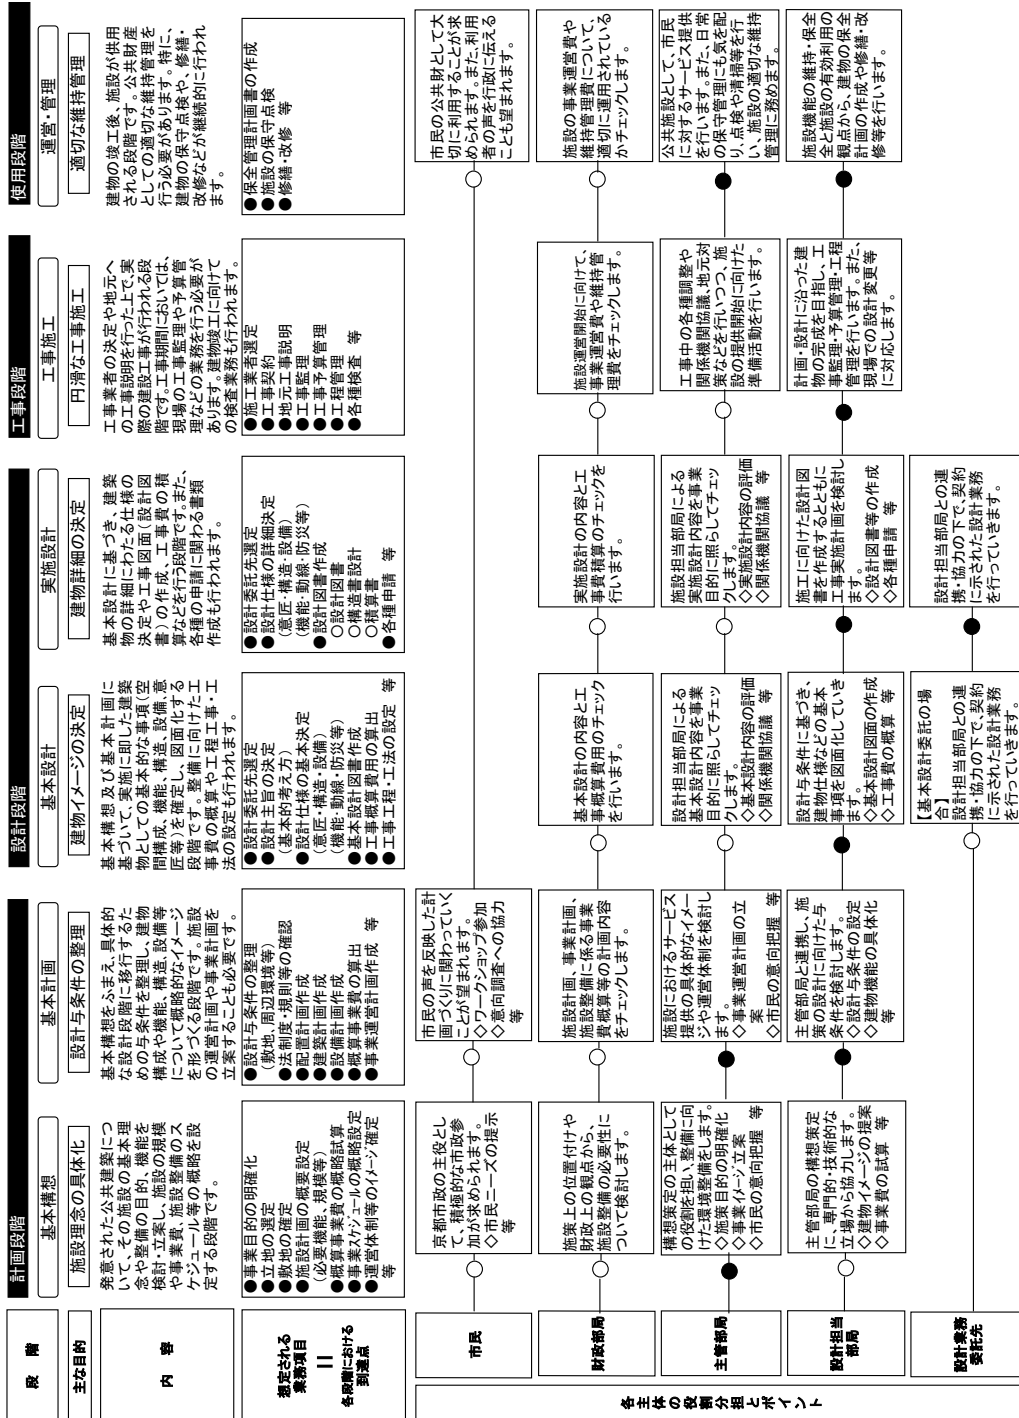 段　階
計画段階
設計段階
工事段階
使用段階
基本構想
基本計画
基本設計
実施設計
工事施工
運営・管理
主な目的
施設理念の具体化
設計与条件の整理
建物イメージの決定
建物詳細の決定
円滑な工事施工
適切な維持管理
内　容
発意された公共建築につ
いて、その施設の基本理
念や整備の目的、機能を
検討・立案し、施設の規模
や事業費、施設整備のス
ケジュール等の概略を設
定する段階です。
基本構想をふまえ、具体的
な設計段階に移行するた
めの与条件を整理し、建物
構成や機能、構造、設備等
について概略的なイメージ
を形づくる段階です。施設
の運営計画や事業計画を
立案することも必要です。
基本構想 及び基本計画に
基づいて、実施に即した建築
物としての基本的な事項（空
間構成、機能、構造、設備、意
匠等）を確定し、図面化する
段階です。整備に向けた工
事費の概算や工程工事・工
法の設定も行われます。
基本設計に基づき、建築
物の詳細にわたる仕様の
決定や工事図面（設計図
書）の作成、工事費の積
算などを行う段階です。また、
各種の申請に関わる書類
作成も行われます。
工事業者の決定や地元へ
の工事説明を行った上で、実
際の建設工事が行われる段
階です。工事期間においては、
現場の工事監理や予算管
理などの業務を行う必要が
あります。建物竣工に向けて
の検査業務も行われます。
建物の竣工後、施設が供用
される段階です。公共財産
としての適切な維持管理を
行う必要があります。特に、
建物の保守点検や、修繕・
改修などが継続的に行われ
ます。
想定される
業務項目
＝
各段階における
到達点
●事業目的の明確化
●立地の選定
●敷地の確定
●施設計画の概要設定
（必要機能、規模等）
●概算事業費の概略試算
●事業スケジュールの概略設定
●運営体制等のイメージ確定
等
●設計与条件の整理
（敷地、周辺環境等）
●法制度・規則等の確認
●配置計画作成
●建築計画作成
●設備計画作成
●概算事業費の算出
●事業運営計画作成 等
●設計委託先選定
●設計主旨の決定
（基本的考え方）
●設計仕様の基本決定
（意匠・構造・設備）
（機能・動線・防災等）
●基本設計図書作成
●工事概算費用の算出
●工事工程・工法の設定 等
●設計委託先選定
●設計仕様の詳細決定
（意匠・構造・設備）
（機能・動線・防災等）
●設計図書作成
○設計図書
○構造書設計
○積算書
●各種申請 等
●施工業者選定
●工事契約
●地元工事説明
●工事監理
●工事予算管理
●工程管理
●各種検査 等
●保全管理計画書の作成
●施設の保守点検
●修繕・改修 等
各主体の役割分担とポイント
市民
京都市政の主役とし
て、積極的な市政参
加が求められます。
◇市民ニーズの提示
等
市民の声を反映した計
画づくりに関わっていく
ことが望まれます。
◇ワークショップ参加
◇意向調査への協力
等
市民の公共財として大
切に利用することが求
められます。また、利用
者の声を行政に伝える
ことも望まれます。
財政部局
施策上の位置付けや
財政上の観点から、
施設整備の必要性に
ついて検討します。
施設計画、事業計画、
施設整備に係る事業
費概算等の計画内容
をチェックします。
基本設計の内容と工
事概算費用のチェック
を行います。
実施設計の内容と工
事費積算のチェックを
行います。
施設運営開始に向けて、
事業運営費や維持管
理費をチェックします。
施設の事業運営費や
維持管理費について、
適切に運用されている
かチェックします。
主管部局
構想策定の主体として
の役割を担い、整備に向
けた環境整備をします。
◇施策目的の明確化
◇事業イメージ立案
◇市民の意向把握 等
施設におけるサービス
提供の具体的なイメー
ジや運営体制を検討し
ます。
◇事業運営計画の立
案
◇市民の意向把握 等
設計担当部局による
基本設計内容を事業
目的に照らしてチェッ
クします。
◇基本設計内容の評価
◇関係機関協議 等
施設担当部局による
実施設計内容を事業
目的に照らしてチェッ
クします。
◇実施設計内容の評価
◇関係機関協議 等
工事中の各種調整や
関係機関協議、地元対
策などを行いつつ、施
設の提供開始に向けた
準備活動を行います。
公共施設として、市民
に対するサービス提供
を行います。また、日常
の保守管理にも気を配
り、点検や清掃等を行
い、施設の適切な維持
管理に務めます。
設計担当
部局
主管部局の構想策定
に、専門的・技術的な
立場から協力します。
◇建物イメージの提案
◇事業費の試算 等
主管部局と連携し、施
策の設計に向けた与
条件を検討します。
◇設計与条件の設定
◇建物機能の具体化
等
設計与条件に基づき、
建物仕様などの基本
事項を図面化していき
ます。
◇基本設計図面の作成
◇工事費の概算 等
施工に向けた設計図
書を作成するとともに
工事実施計画を検討し
ます。
◇設計図書等の作成
◇各種申請 等
計画・設計に沿った建
物の完成を目指し、工
事監理・予算管理・工程
管理を行います。また、
現場での設計変更等
に対応します。
施設機能の維持・保全
全と施設の有効利用の
観点から、建物の保全
計画の作成や修繕・改
修等を行います。
設計業務
委託先
【基本設計委託の場
合】
設計担当部局との連
携・協力の下で、契約
に示された設計業務
を行っていきます。
設計担当部局との連
携・協力の下で、契約
に示された設計業務
を行っていきます。